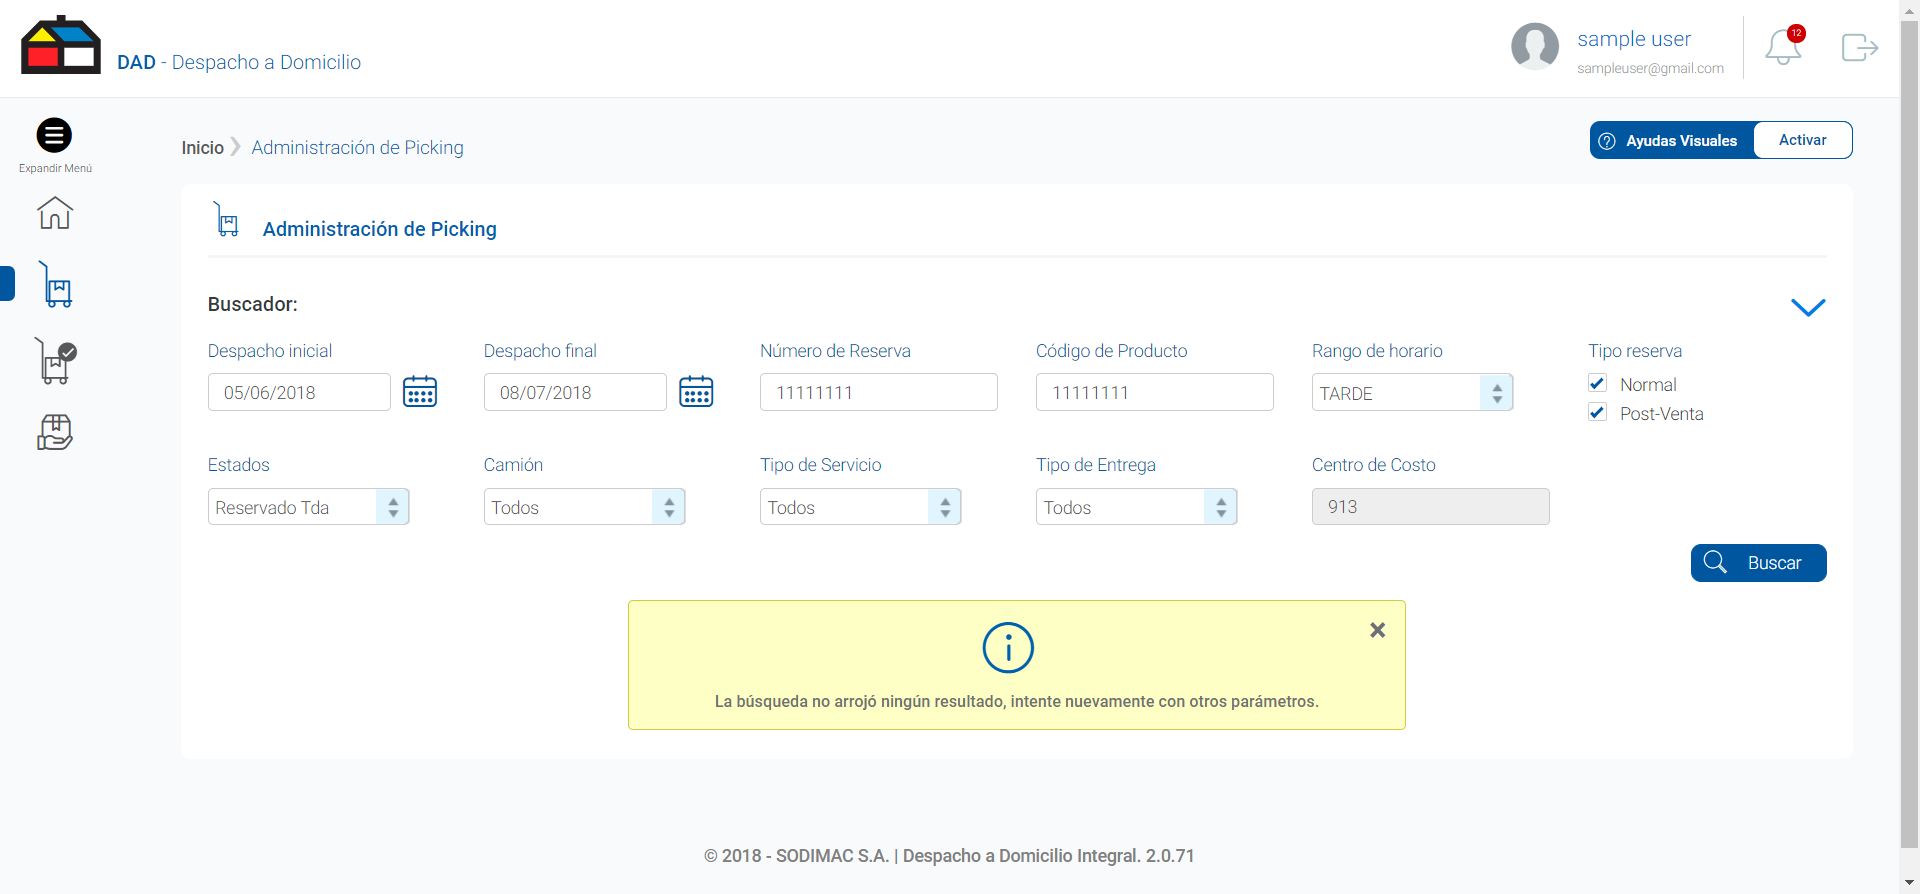 DAD - Despacho a Domicilio
sample user
sampleuser@gmail.com
12
Expandir Menú
Inicio Administración de Picking
? Ayudas Visuales Activar
Administración de Picking
Buscador:
Despacho inicial Despacho final Número de Reserva Código de Producto Rango de horario Tipo reserva
05/06/2018 08/07/2018 11111111 11111111 TARDE Normal
Post-Venta
Estados Camión Tipo de Servicio Tipo de Entrega Centro de Costo
Reservado Tda Todos Todos Todos 913
Buscar
La búsqueda no arrojó ningún resultado, intente nuevamente con otros parámetros.
© 2018 - SODIMAC S.A. | Despacho a Domicilio Integral. 2.0.71